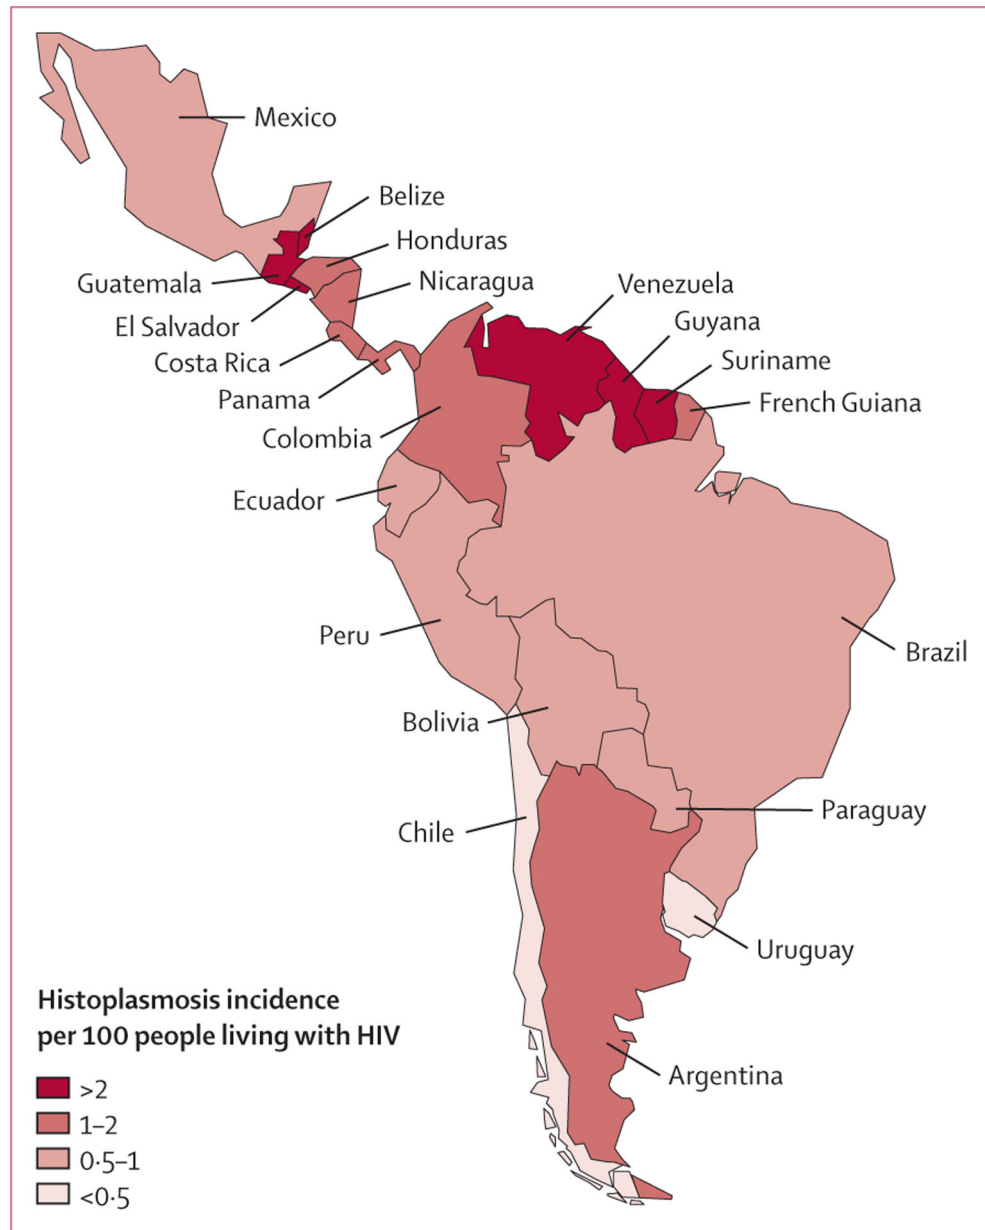 Mexico
Belize
Honduras
Guatemala
Nicaragua
Venezuela
El Salvador
Guyana
Costa Rica
Suriname
Panama
French Guiana
Colombia
Ecuador
Peru
Brazil
Bolivia
Paraguay
Chile
Uruguay
Histoplasmosis incidence
per 100 people living with HIV
Argentina
>2
1–2
0·5–1
<0·5